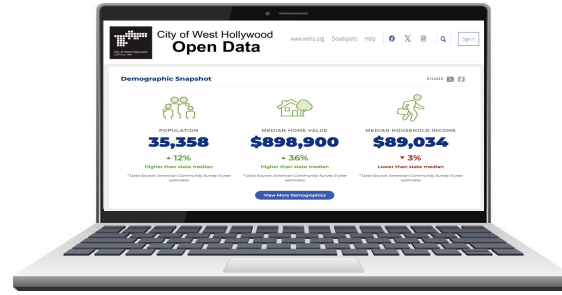 City of West Hollywood
Open Data
www.weho.org Developers Help
Sign In
Demographic Snapshot
SHARE
POPULATION
35,358
▲ 12%
Higher than state median
* Data Source: American Community Survey 5-year
estimates
MEDIAN HOME VALUE
$898,900
▲ 36%
Higher than state median
* Data Source: American Community Survey 5-year
estimates
MEDIAN HOUSEHOLD INCOME
$89,034
▼ 3%
Lower than state median
* Data Source: American Community Survey 5-year
estimates
View More Demographics